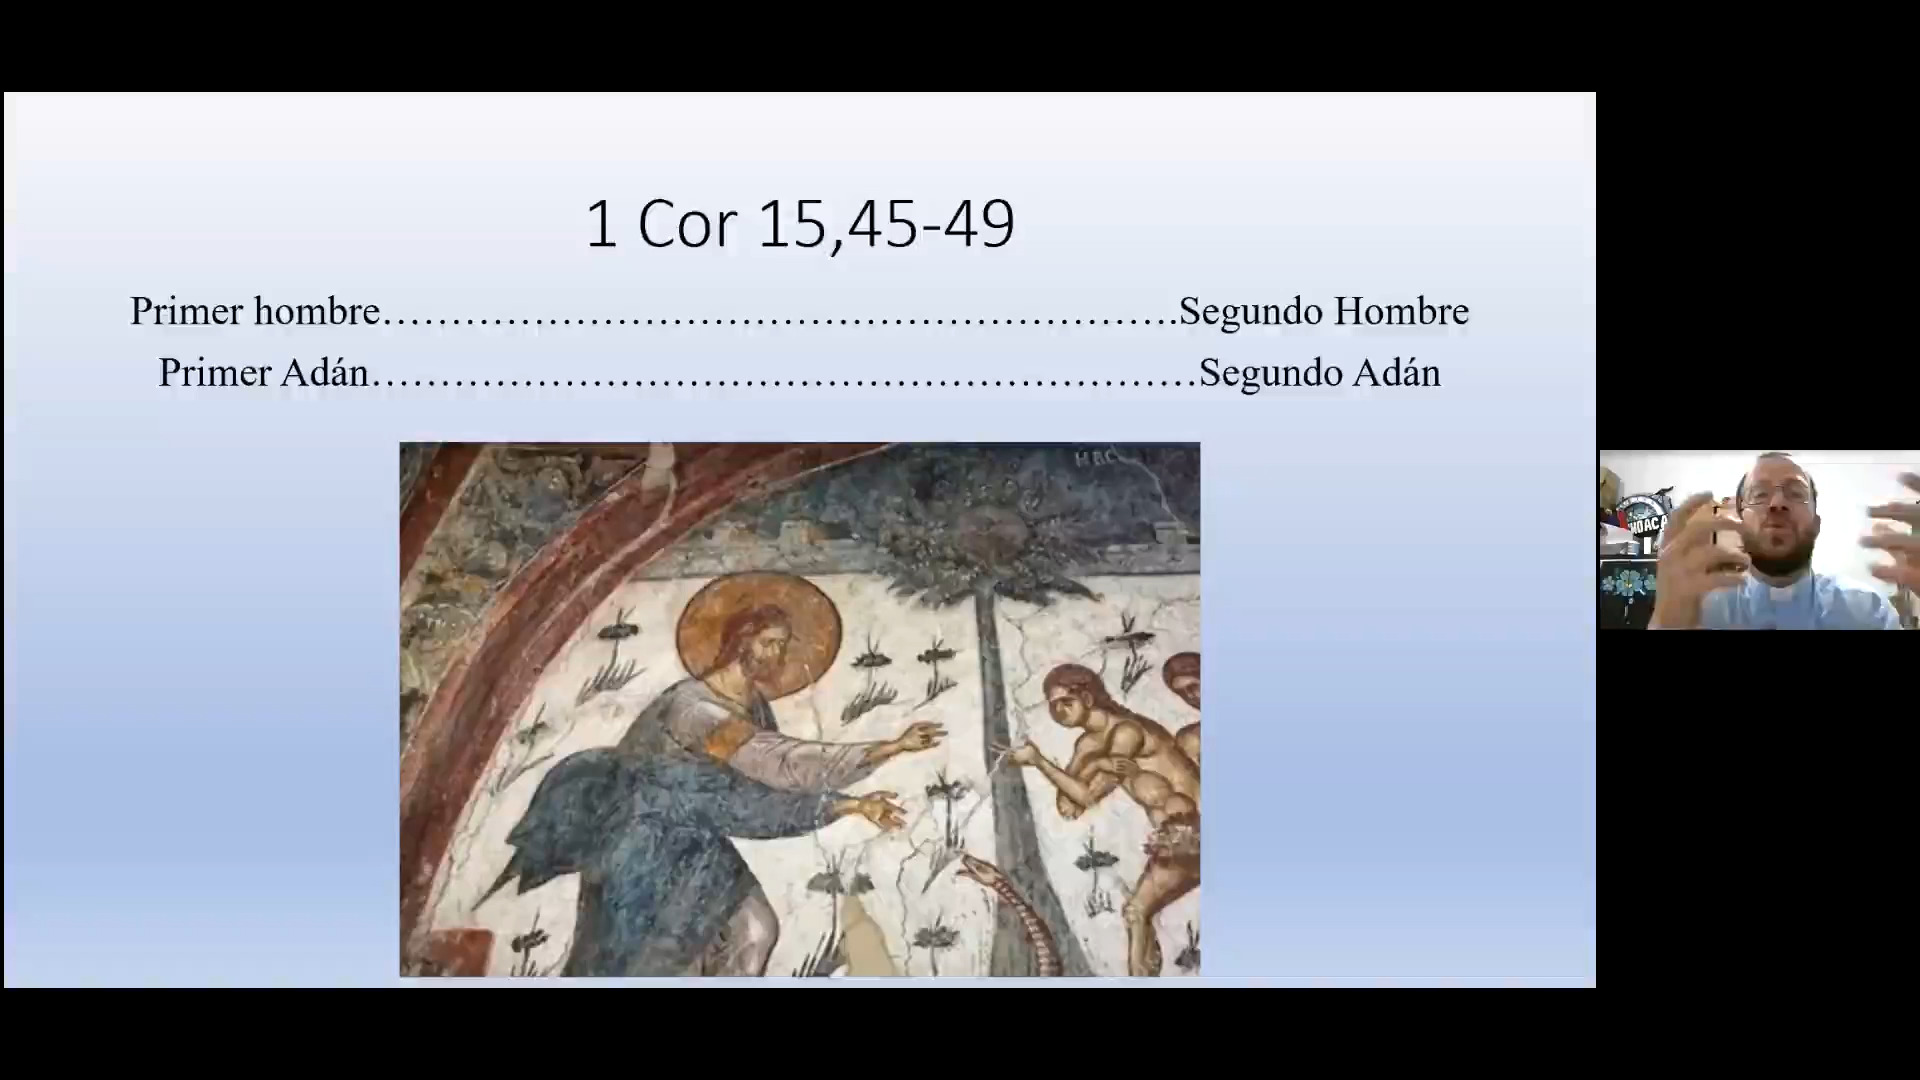 1 Cor 15,45-49
Primer hombre……………………………………………………….Segundo Hombre
Primer Adán…………………………………………………………Segundo Adán